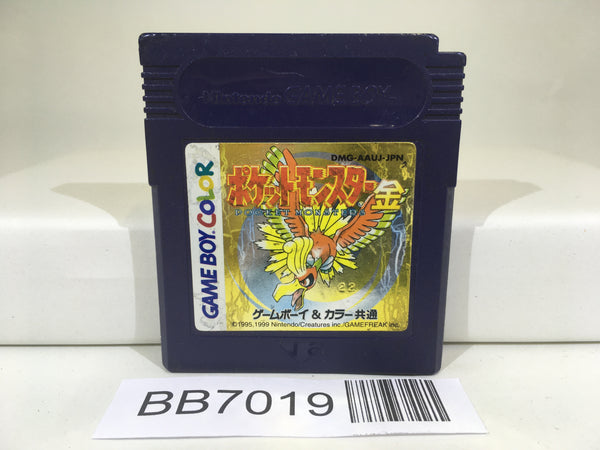 Nintendo GAME BOY
DMG-AAUJ-JPN
ポケットモンスター金
POCKET MONSTERS
GAME BOY COLOR
22
ゲームボーイ & カラー共通
©1995,1999 Nintendo/Creatures inc./GAMEFREAK inc.
BB7019